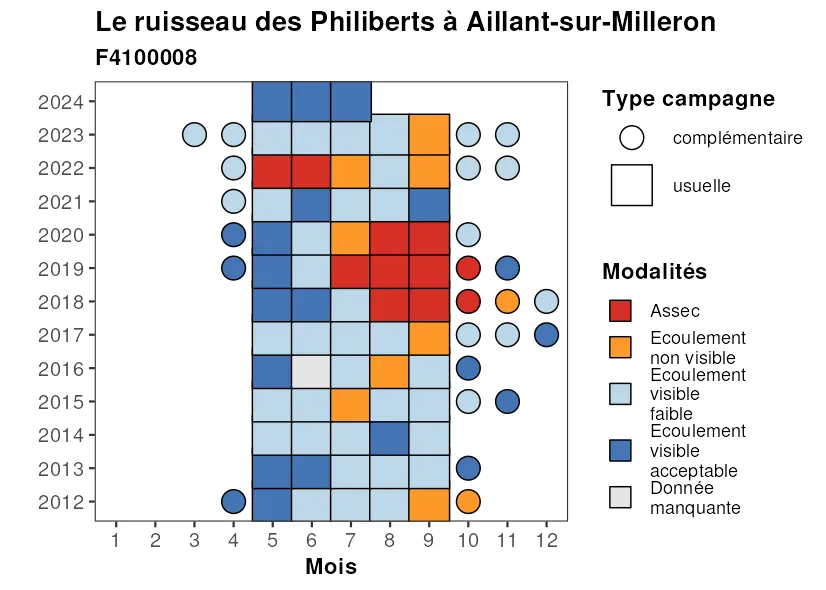 Le ruisseau des Philiberts à Aillant-sur-Milleron
F4100008
2024
2023
2022
2021
2020
2019
2018
2017
2016
2015
2014
2013
2012
1 2 3 4 5 6 7 8 9 10 11 12
Mois
Type campagne
complémentaire
usuelle
Modalités
Assec
Ecoulement
non visible
Ecoulement
visible
faible
Ecoulement
visible
acceptable
Donnée
manquante